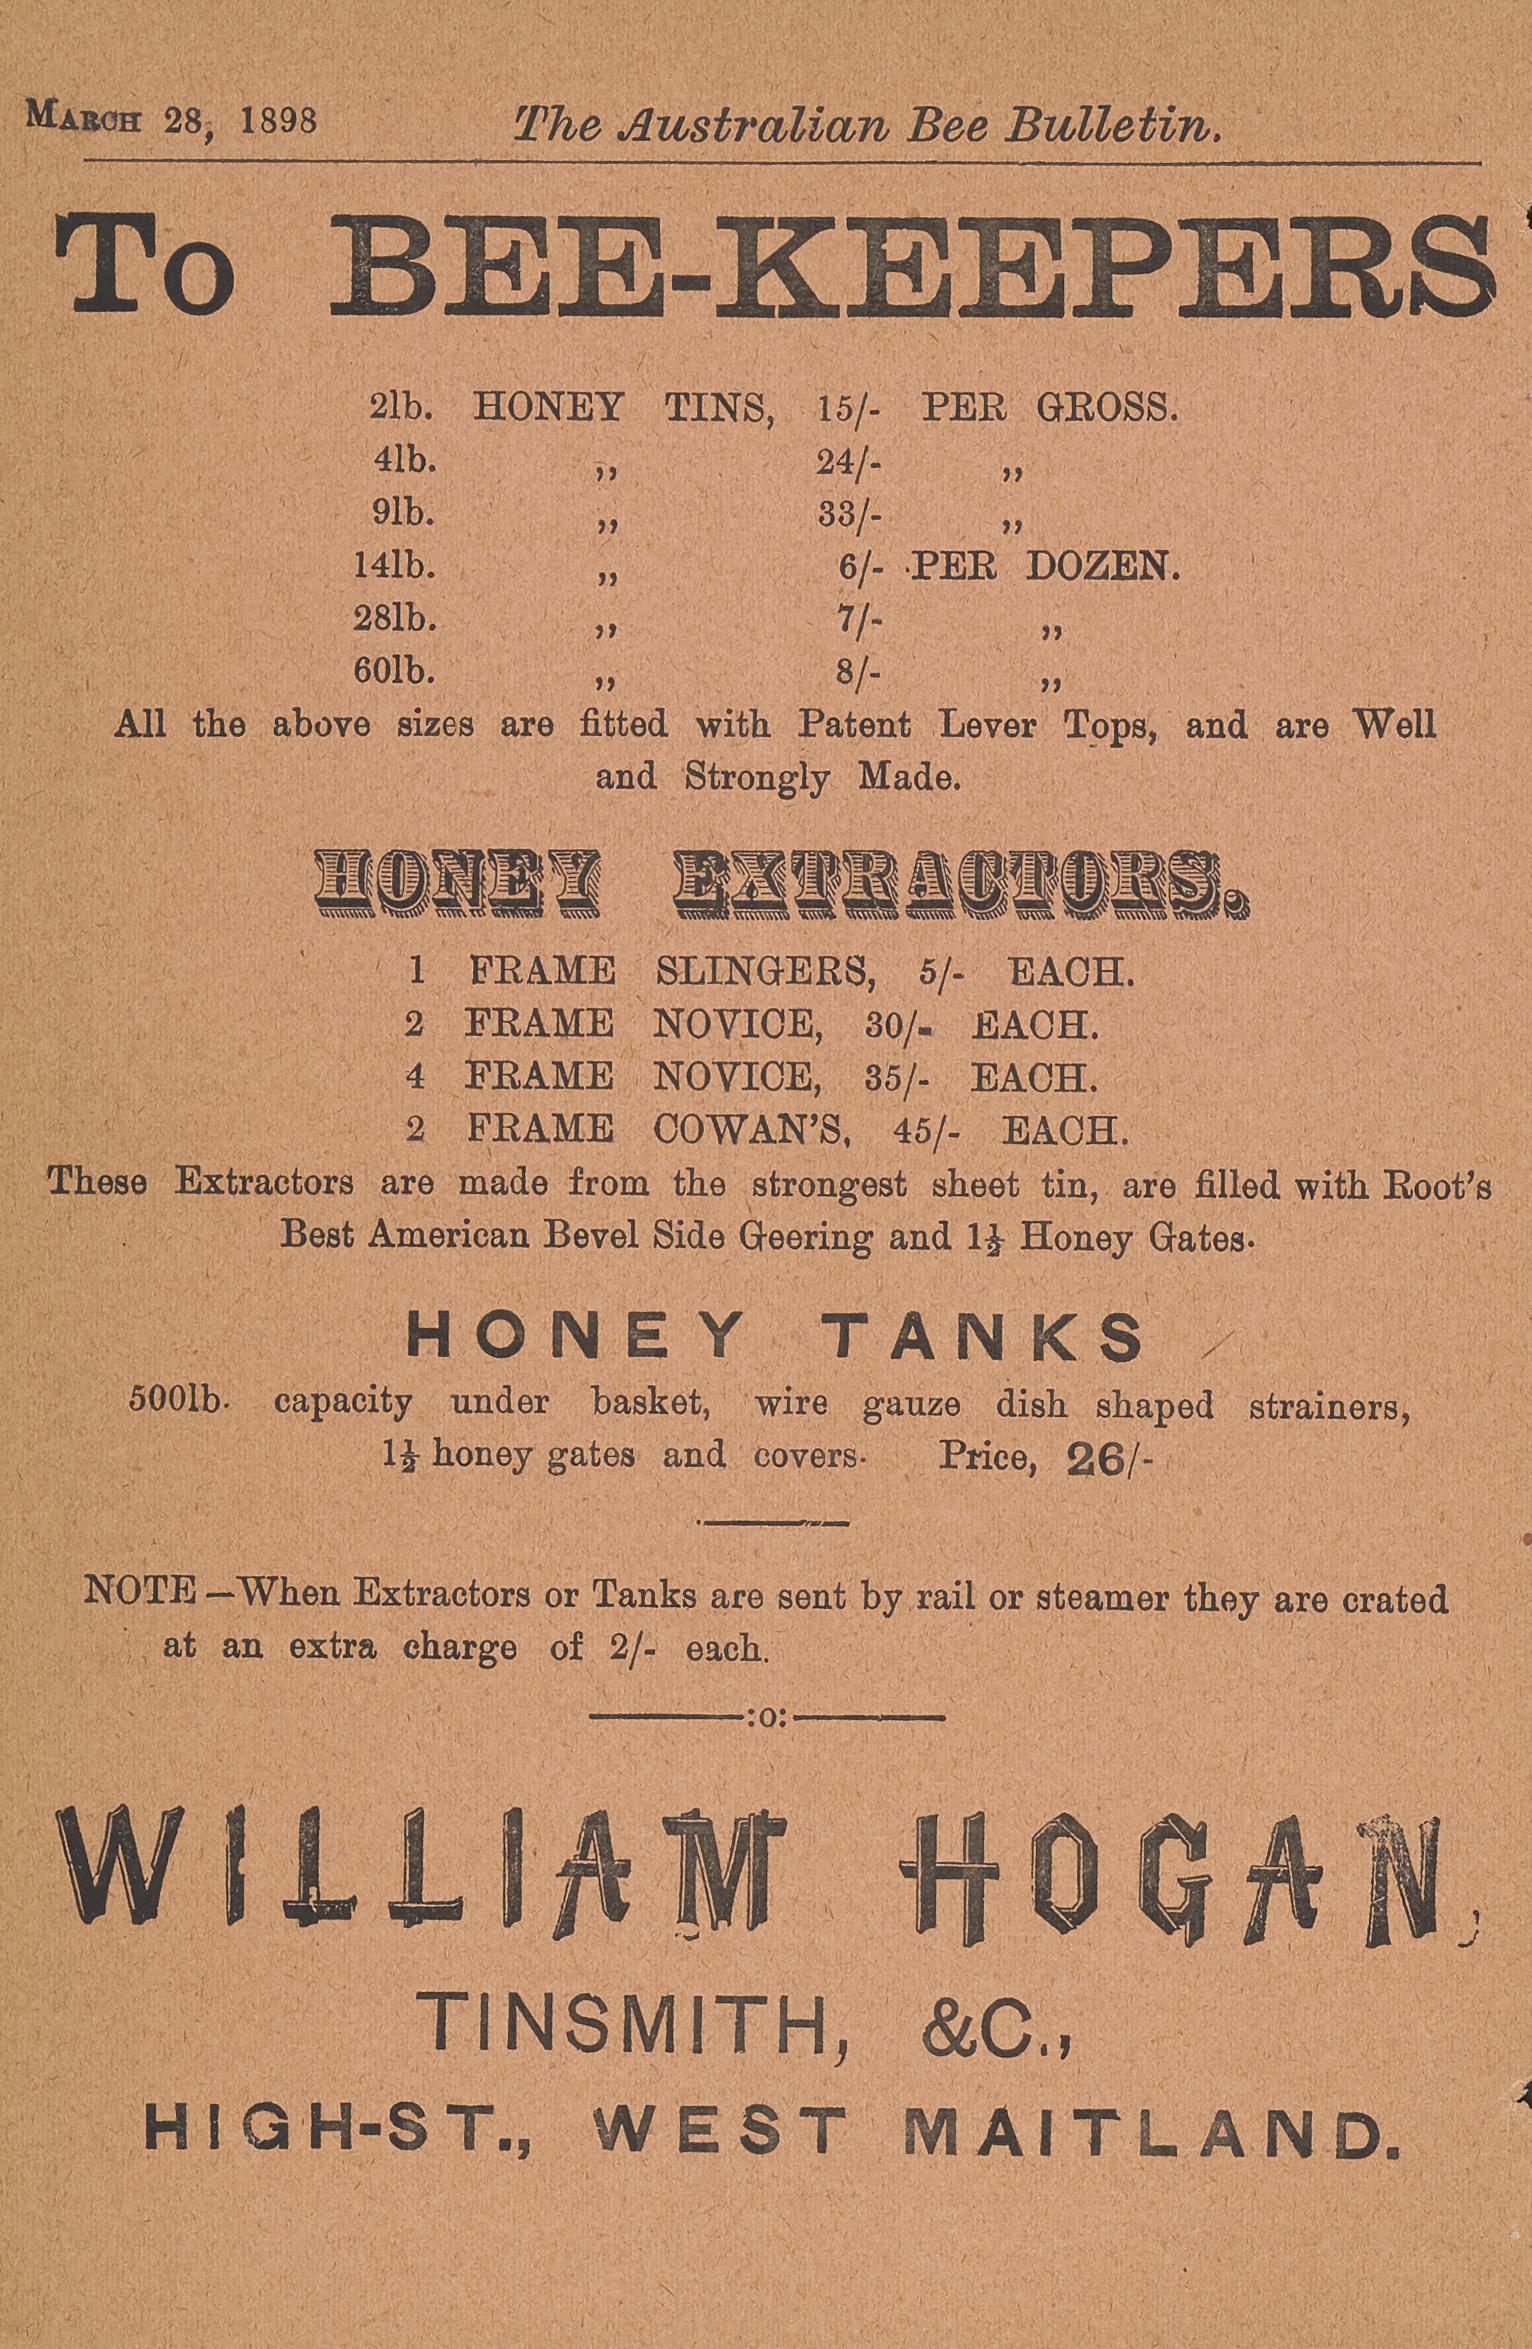 MARCH 28, 1898 The Australian Bee Bulletin.
To BEE-KEEPERS
2lb. HONEY TINS, 15/- PER GROSS.
4lb. ,, 24/- ,,
9lb. ,, 33/- ,,
14lb. ,, 6/- PER DOZEN.
28lb. ,, 7/- ,,
60lb. ,, 8/- ,,
All the above sizes are fitted with Patent Lever Tops, and are Well
and Strongly Made.
HONEY EXTRACTORS.
1 FRAME SLINGERS, 5/- EACH.
2 FRAME NOVICE, 30/- EACH.
4 FRAME NOVICE, 35/- EACH.
2 FRAME COWAN'S, 45/- EACH.
These Extractors are made from the strongest sheet tin, are filled with Root's
Best American Bevel Side Geering and 1½ Honey Gates.
HONEY TANKS
500lb. capacity under basket, wire gauze dish shaped strainers,
1½ honey gates and covers. Price, 26/-
NOTE—When Extractors or Tanks are sent by rail or steamer they are crated
at an extra charge of 2/- each.
:o:
WILLIAM HOGAN,
TINSMITH, &C.,
HIGH-ST., WEST MAITLAND.